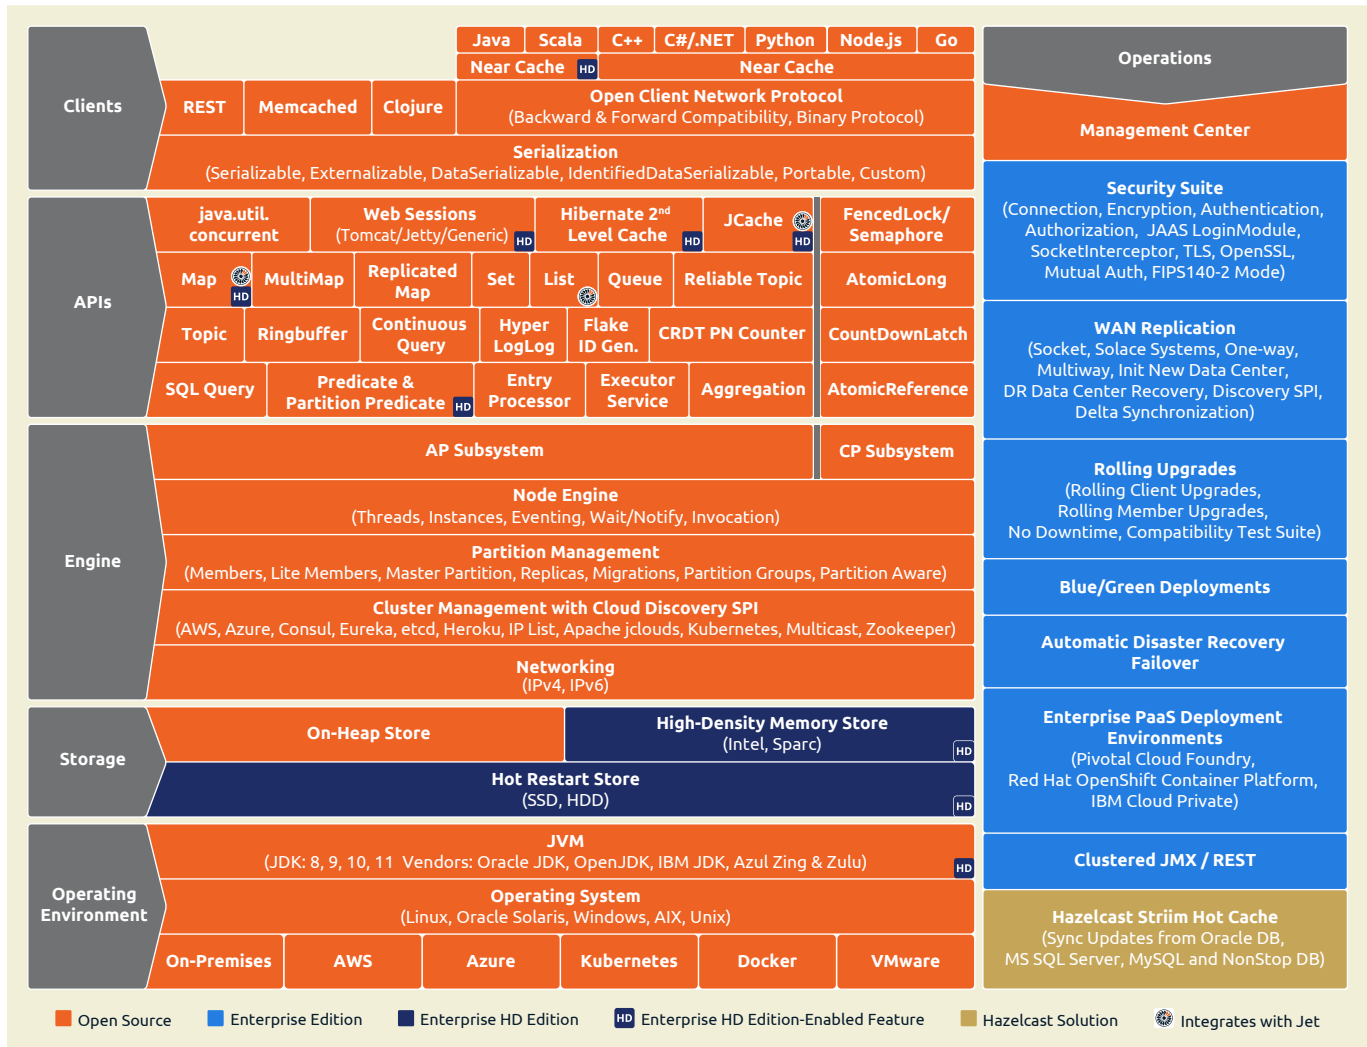 Clients
Java
Scala
C++
C#/.NET
Python
Node.js
Go
Near Cache
HD
Near Cache
REST
Memcached
Clojure
Open Client Network Protocol
(Backward & Forward Compatibility, Binary Protocol)
Serialization
(Serializable, Externalizable, DataSerializable, IdentifiedDataSerializable, Portable, Custom)
APIs
java.util.
concurrent
Web Sessions
(Tomcat/Jetty/Generic)
HD
Hibernate 2nd
Level Cache
HD
JCache
HD
FencedLock/
Semaphore
Map
HD
MultiMap
Replicated
Map
Set
List
Queue
Reliable Topic
AtomicLong
Topic
Ringbuffer
Continuous
Query
Hyper
LogLog
Flake
ID Gen.
CRDT PN Counter
CountDownLatch
SQL Query
Predicate &
Partition Predicate
HD
Entry
Processor
Executor
Service
Aggregation
AtomicReference
Engine
AP Subsystem
CP Subsystem
Node Engine
(Threads, Instances, Eventing, Wait/Notify, Invocation)
Partition Management
(Members, Lite Members, Master Partition, Replicas, Migrations, Partition Groups, Partition Aware)
Cluster Management with Cloud Discovery SPI
(AWS, Azure, Consul, Eureka, etcd, Heroku, IP List, Apache jclouds, Kubernetes, Multicast, Zookeeper)
Networking
(IPv4, IPv6)
Storage
On-Heap Store
High-Density Memory Store
(Intel, Sparc)
HD
Hot Restart Store
(SSD, HDD)
HD
Operating
Environment
JVM
(JDK: 8, 9, 10, 11  Vendors: Oracle JDK, OpenJDK, IBM JDK, Azul Zing & Zulu)
HD
Operating System
(Linux, Oracle Solaris, Windows, AIX, Unix)
On-Premises
AWS
Azure
Kubernetes
Docker
VMware
Operations
Management Center
Security Suite
(Connection, Encryption, Authentication,
Authorization,  JAAS LoginModule,
SocketInterceptor, TLS, OpenSSL,
Mutual Auth, FIPS140-2 Mode)
WAN Replication
(Socket, Solace Systems, One-way,
Multiway, Init New Data Center,
DR Data Center Recovery, Discovery SPI,
Delta Synchronization)
Rolling Upgrades
(Rolling Client Upgrades,
Rolling Member Upgrades,
No Downtime, Compatibility Test Suite)
Blue/Green Deployments
Automatic Disaster Recovery
Failover
Enterprise PaaS Deployment
Environments
(Pivotal Cloud Foundry,
Red Hat OpenShift Container Platform,
IBM Cloud Private)
Clustered JMX / REST
Hazelcast Striim Hot Cache
(Sync Updates from Oracle DB,
MS SQL Server, MySQL and NonStop DB)
Open Source
Enterprise Edition
Enterprise HD Edition
HD Enterprise HD Edition-Enabled Feature
Hazelcast Solution
Integrates with Jet